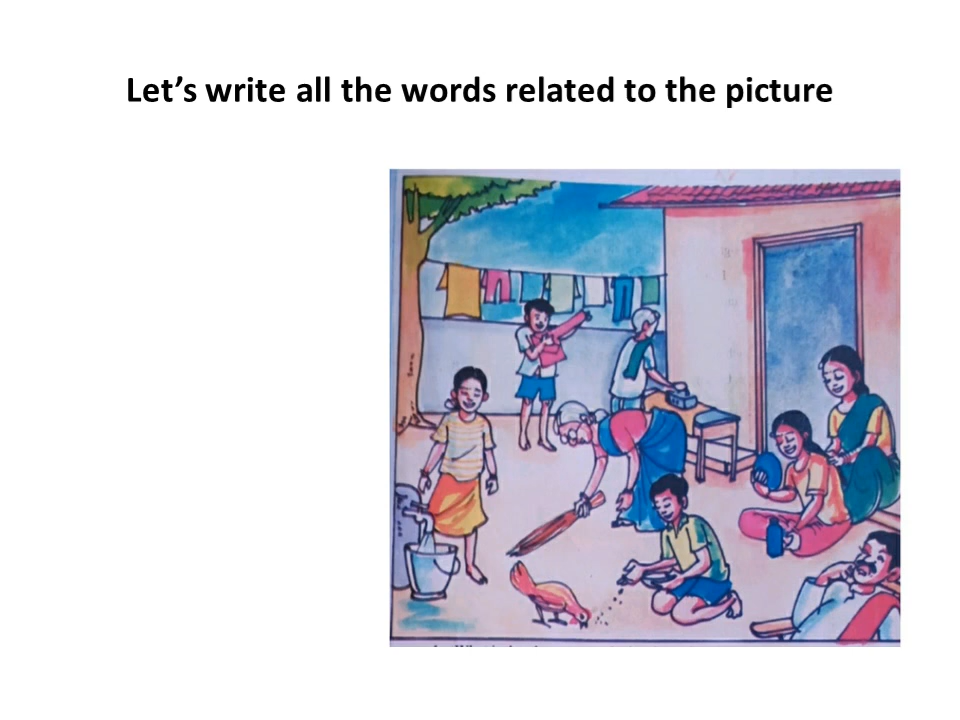 Let’s write all the words related to the picture